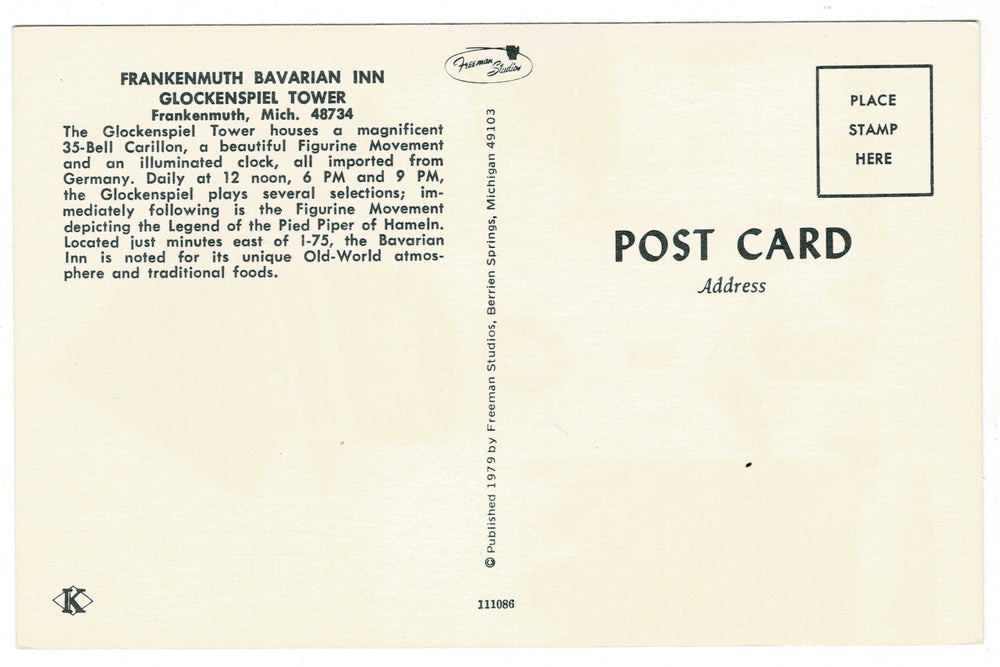 FRANKENMUTH BAVARIAN INN
GLOCKENSPIEL TOWER
Frankenmuth, Mich. 48734
The Glockenspiel Tower houses a magnificent
35-Bell Carillon, a beautiful Figurine Movement
and an illuminated clock, all imported from
Germany. Daily at 12 noon, 6 PM and 9 PM,
the Glockenspiel plays several selections; im-
mediately following is the Figurine Movement
depicting the Legend of the Pied Piper of Hameln.
Located just minutes east of I-75, the Bavarian
Inn is noted for its unique Old-World atmos-
phere and traditional foods.
K
Freeman
Studios
© Published 1979 by Freeman Studios, Berrien Springs, Michigan 49103
111086
PLACE
STAMP
HERE
POST CARD
Address